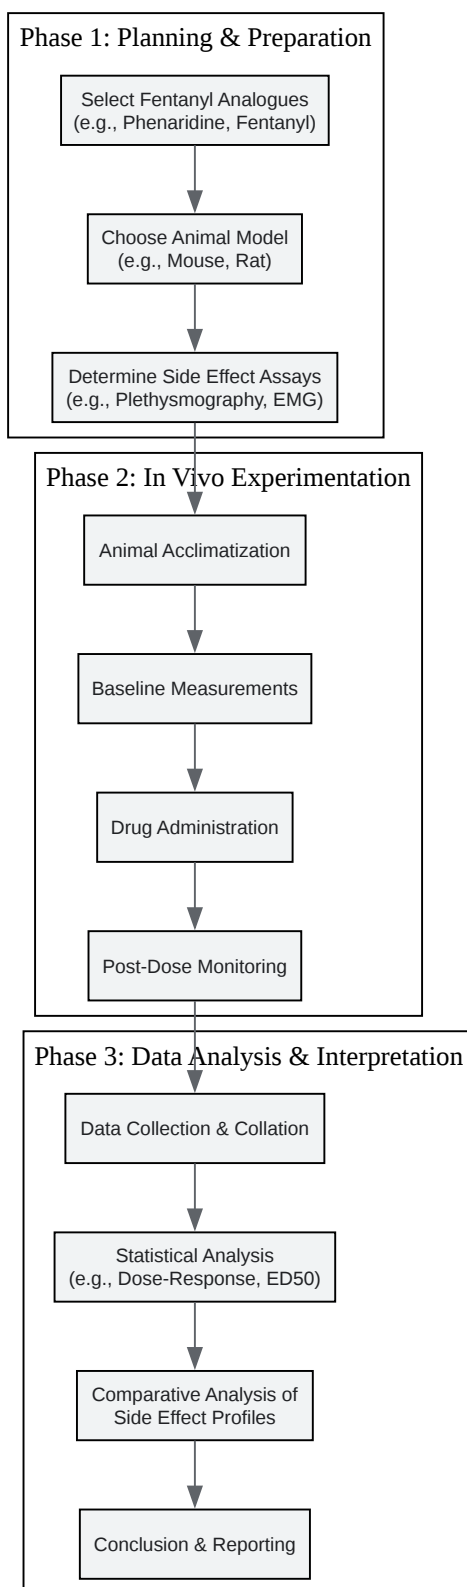 Phase 1: Planning & Preparation
Select Fentanyl Analogues
(e.g., Phenaridine, Fentanyl)
Choose Animal Model
(e.g., Mouse, Rat)
Determine Side Effect Assays
(e.g., Plethysmography, EMG)
Phase 2: In Vivo Experimentation
Animal Acclimatization
Baseline Measurements
Drug Administration
Post-Dose Monitoring
Phase 3: Data Analysis & Interpretation
Data Collection & Collation
Statistical Analysis
(e.g., Dose-Response, ED50)
Comparative Analysis of
Side Effect Profiles
Conclusion & Reporting